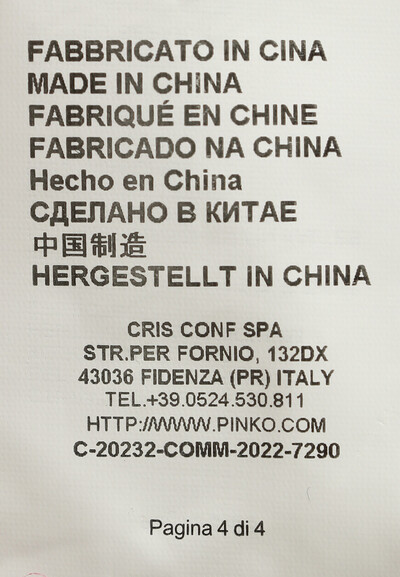 FABBRICATO IN CINA
MADE IN CHINA
FABRIQUÉ EN CHINE
FABRICADO NA CHINA
Hecho en China
СДЕЛАНО В КИТАЕ
中国制造
HERGESTELLT IN CHINA
CRIS CONF SPA
STR.PER FORNIO, 132DX
43036 FIDENZA (PR) ITALY
TEL.+39.0524.530.811
HTTP://WWW.PINKO.COM
C-20232-COMM-2022-7290
Pagina 4 di 4